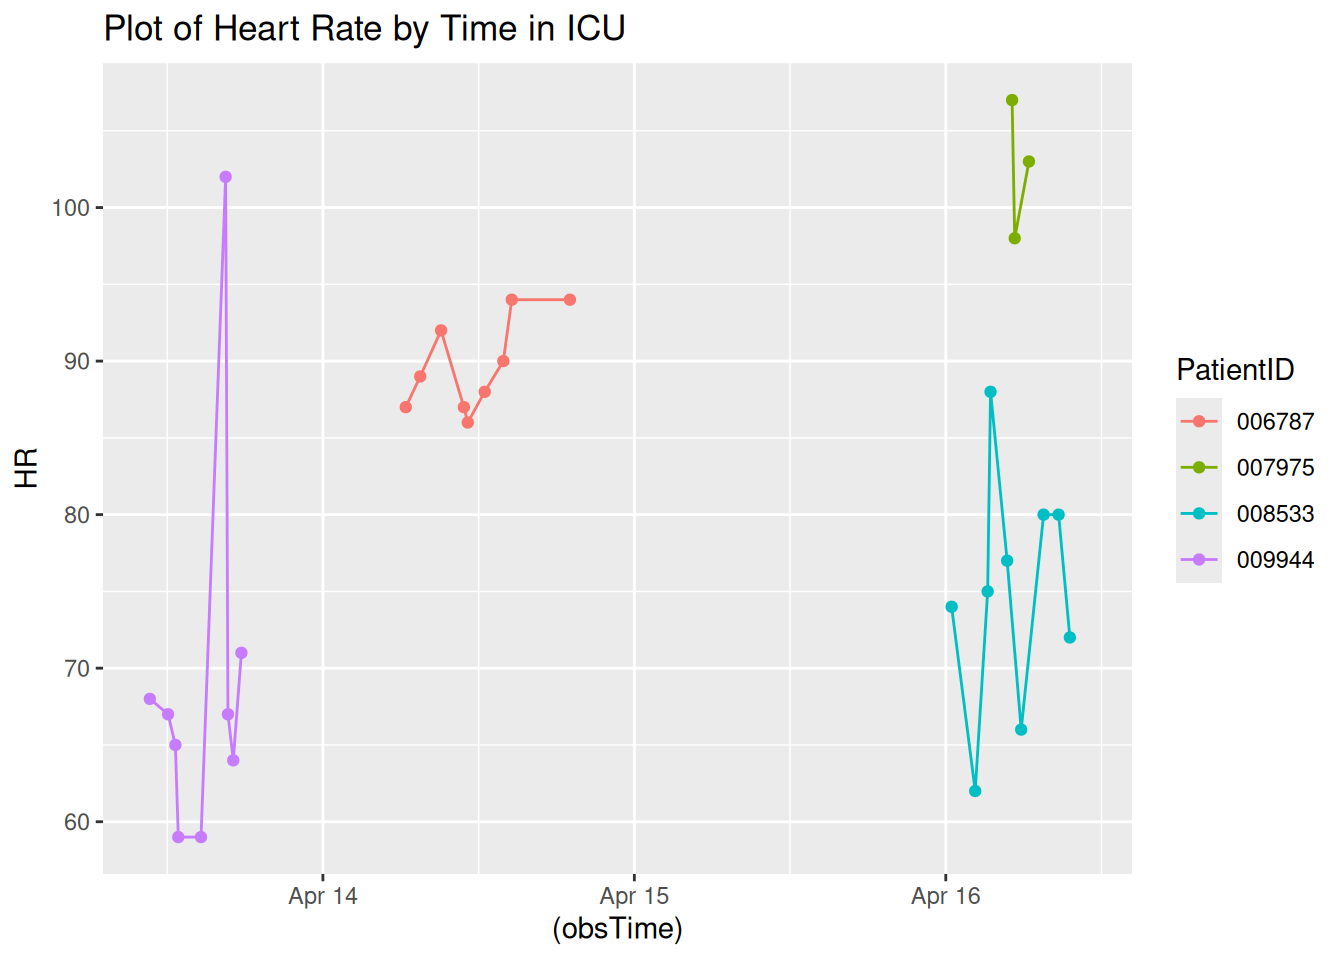 Plot of Heart Rate by Time in ICU
HR
100
90
80
70
60
Apr 14
Apr 15
Apr 16
(obsTime)
PatientID
006787
007975
008533
009944